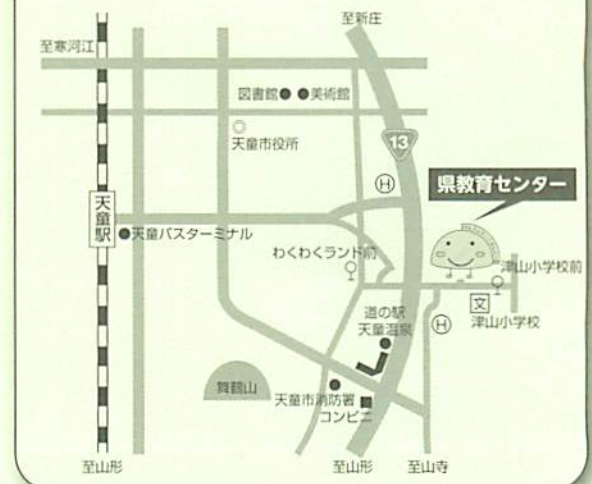 至新庄
至寒河江
図書館●
●美術館
天童市役所
13
H
県教育センター
天童駅
●天童バスターミナル
わくわくランド前
津山小学校前
文
津山小学校
道の駅
天童温泉
H
舞鶴山
天童市消防署
コンビニ
至山形
至山形
至山寺